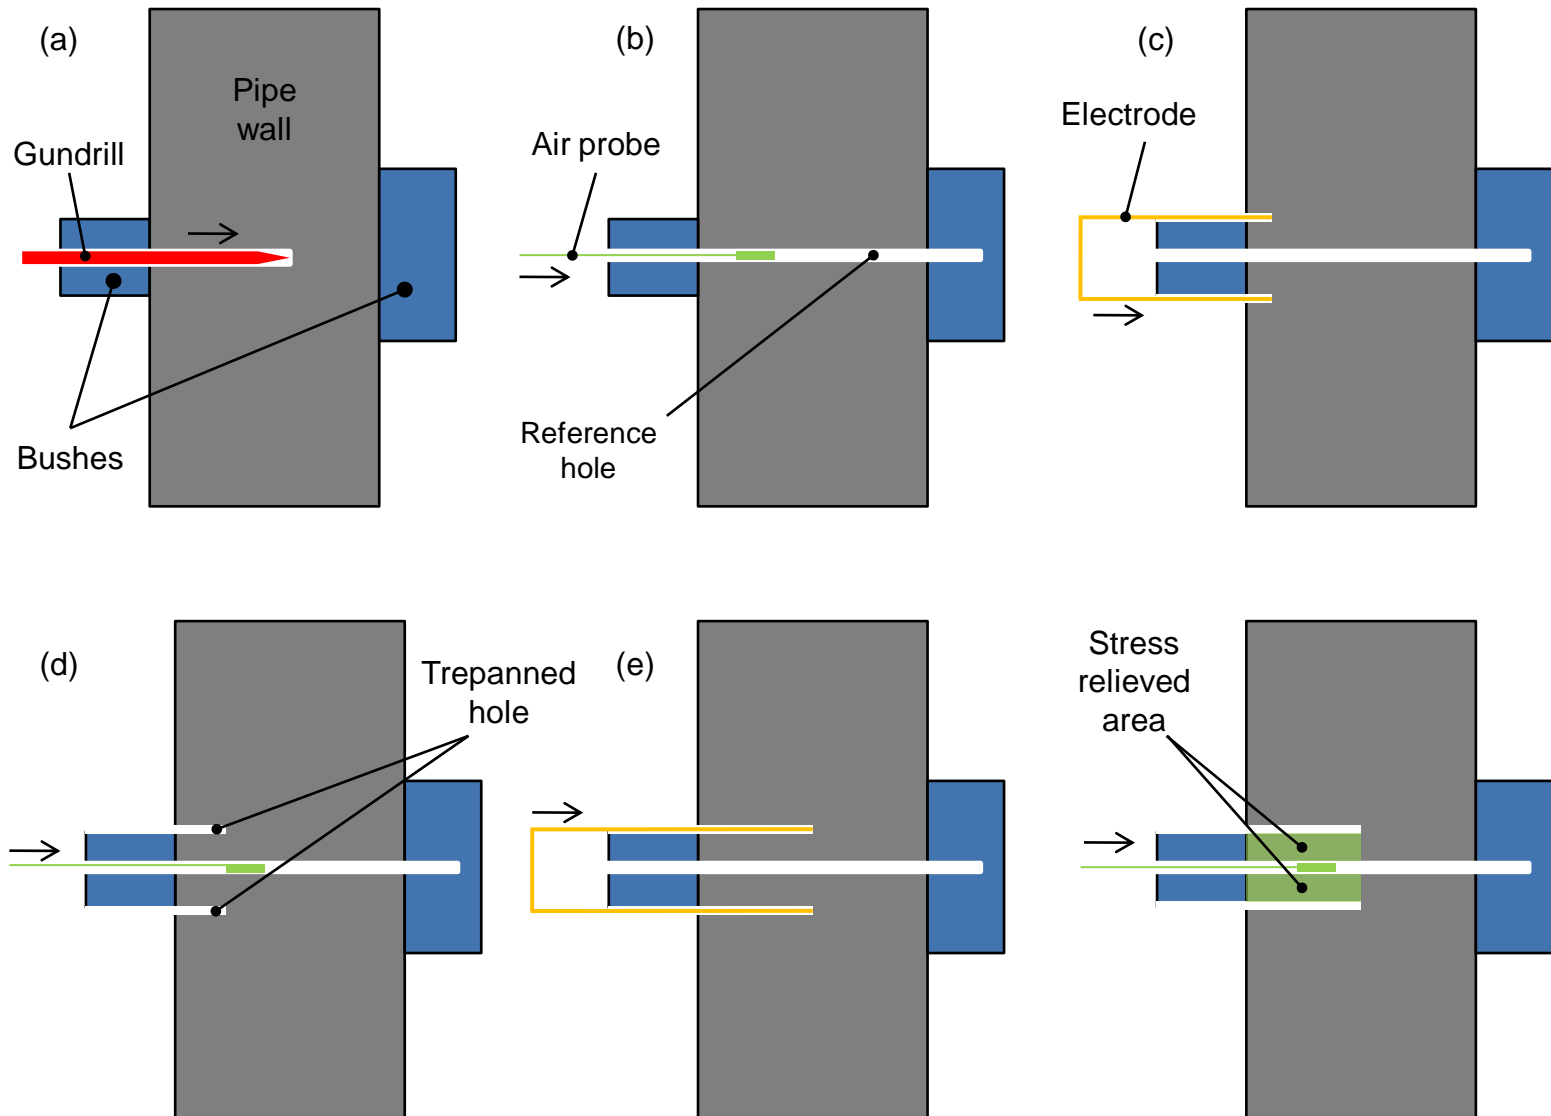 (a)
Pipe
wall
Gundrill
Bushes
(b)
Air probe
Reference
hole
(c)
Electrode
(d)
Trepanned
hole
(e)
Stress
relieved
area